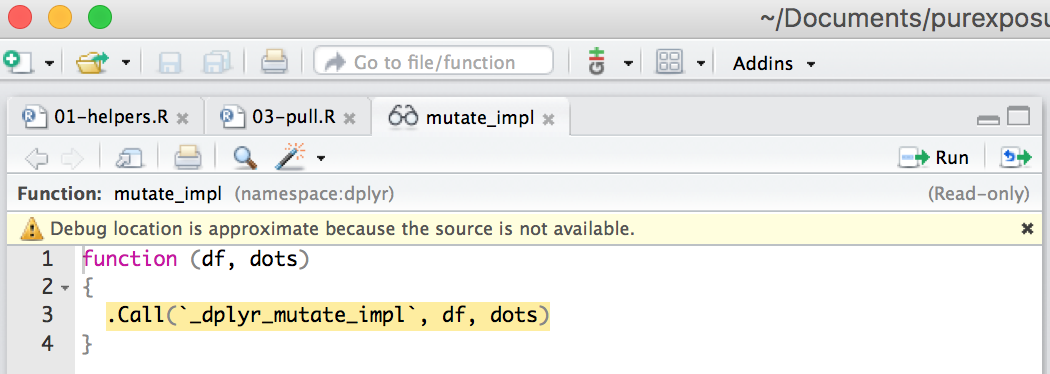 ~/Documents/purexposu
Go to file/function
Addins
01-helpers.R
03-pull.R
mutate_impl
Run
Function: mutate_impl (namespace:dplyr) (Read-only)
Debug location is approximate because the source is not available.
1 function (df, dots)
2 {
3 .Call(`_dplyr_mutate_impl`, df, dots)
4 }